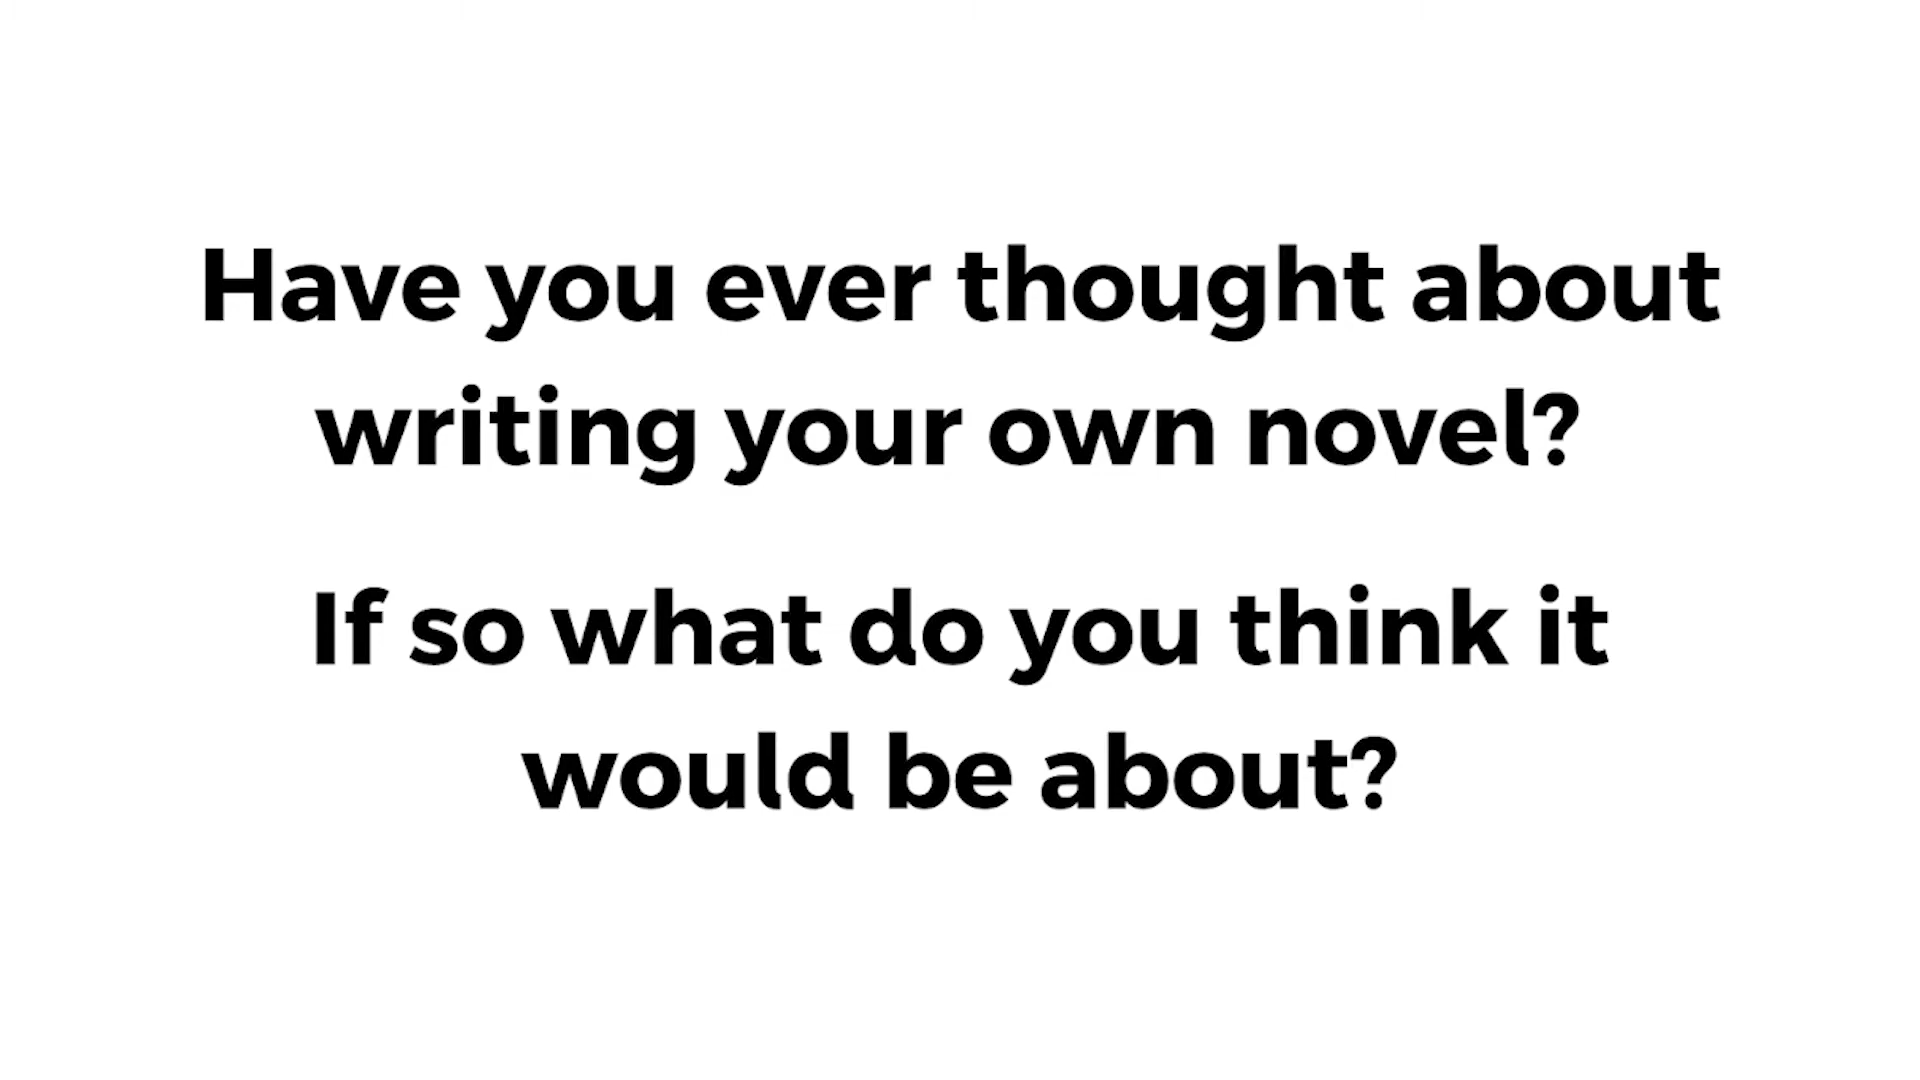 Have you ever thought about
writing your own novel?
If so what do you think it
would be about?